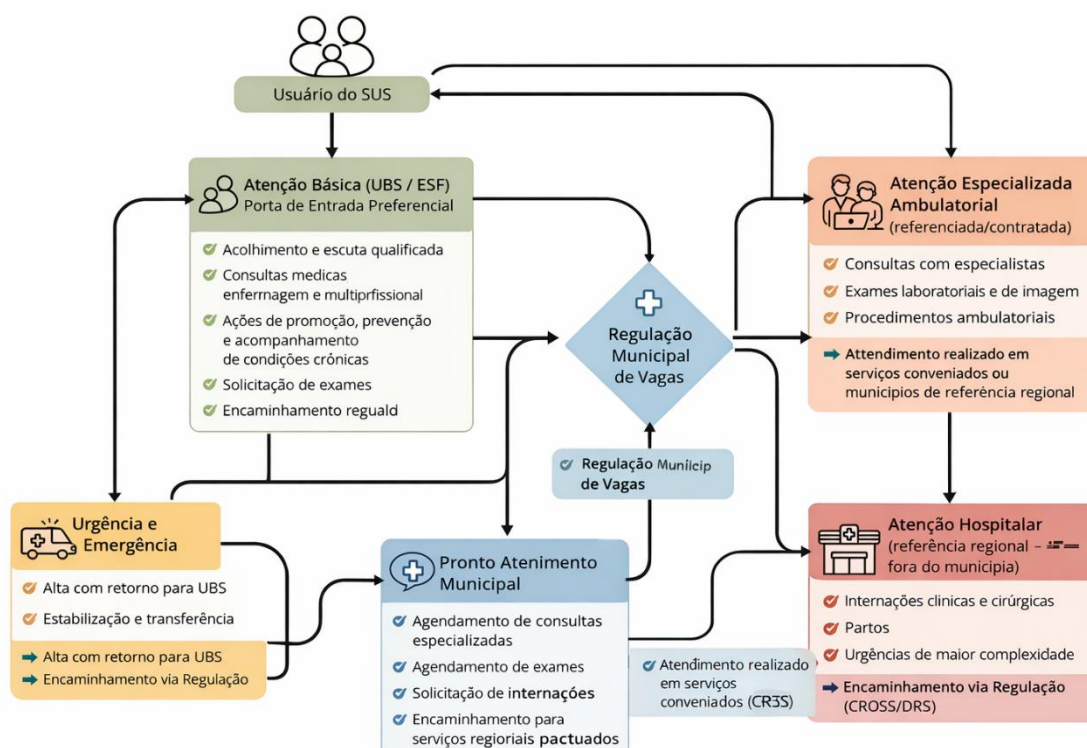 Usuário do SUS
Atenção Básica (UBS / ESF)
Porta de Entrada Preferencial
Acolhimento e escuta qualificada
Consultas medicas
enfermnagem e multiprfissional
Ações de promoção, prevenção
e acompanhamento
de condições crónicas
Solicitação de exames
Encaminhamento reguald
Regulação
Municipal
de Vagas
Atenção Especializada
Ambulatorial
(referenciada/contratada)
Consultas com especialistas
Exames laboratoriais e de imagem
Procedimentos ambulatoriais
Attendimento realizado em
serviços conveniados ou
municipios de referência regional
Regulação Municip
de Vagas
Urgência e
Emergência
Alta com retorno para UBS
Estabilização e transferência
Alta com retorno para UBS
Encaminhamento via Regulação
Pronto Atenimento
Municipal
Agendamento de consultas
especializadas
Agendamento de exames
Solicitação de internações
Encaminhamento para
serviços regioriais pactuados
Atendimento realizado
em serviços
conveniados
Atenção Hospitalar
(referência regional –
fora do municipia)
Internações clinicas e cirúrgicas
Partos
Urgências de maior complexidade
Encaminhamento via Regulação
(CROSS/DRS)